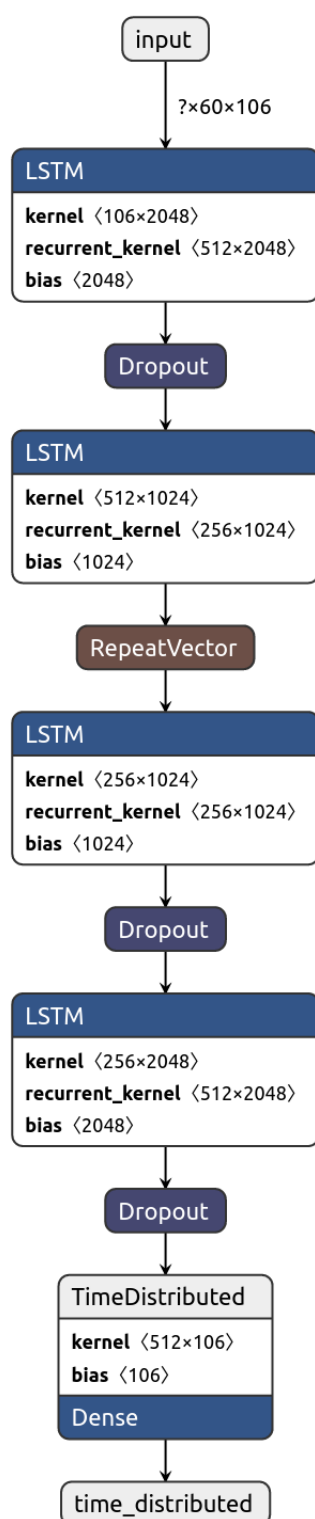 input
?×60×106
LSTM
kernel〈106×2048〉
recurrent_kernel〈512×2048〉
bias〈2048〉
Dropout
LSTM
kernel〈512×1024〉
recurrent_kernel〈256×1024〉
bias〈1024〉
RepeatVector
LSTM
kernel〈256×1024〉
recurrent_kernel〈256×1024〉
bias〈1024〉
Dropout
LSTM
kernel〈256×2048〉
recurrent_kernel〈512×2048〉
bias〈2048〉
Dropout
TimeDistributed
kernel〈512×106〉
bias〈106〉
Dense
time_distributed